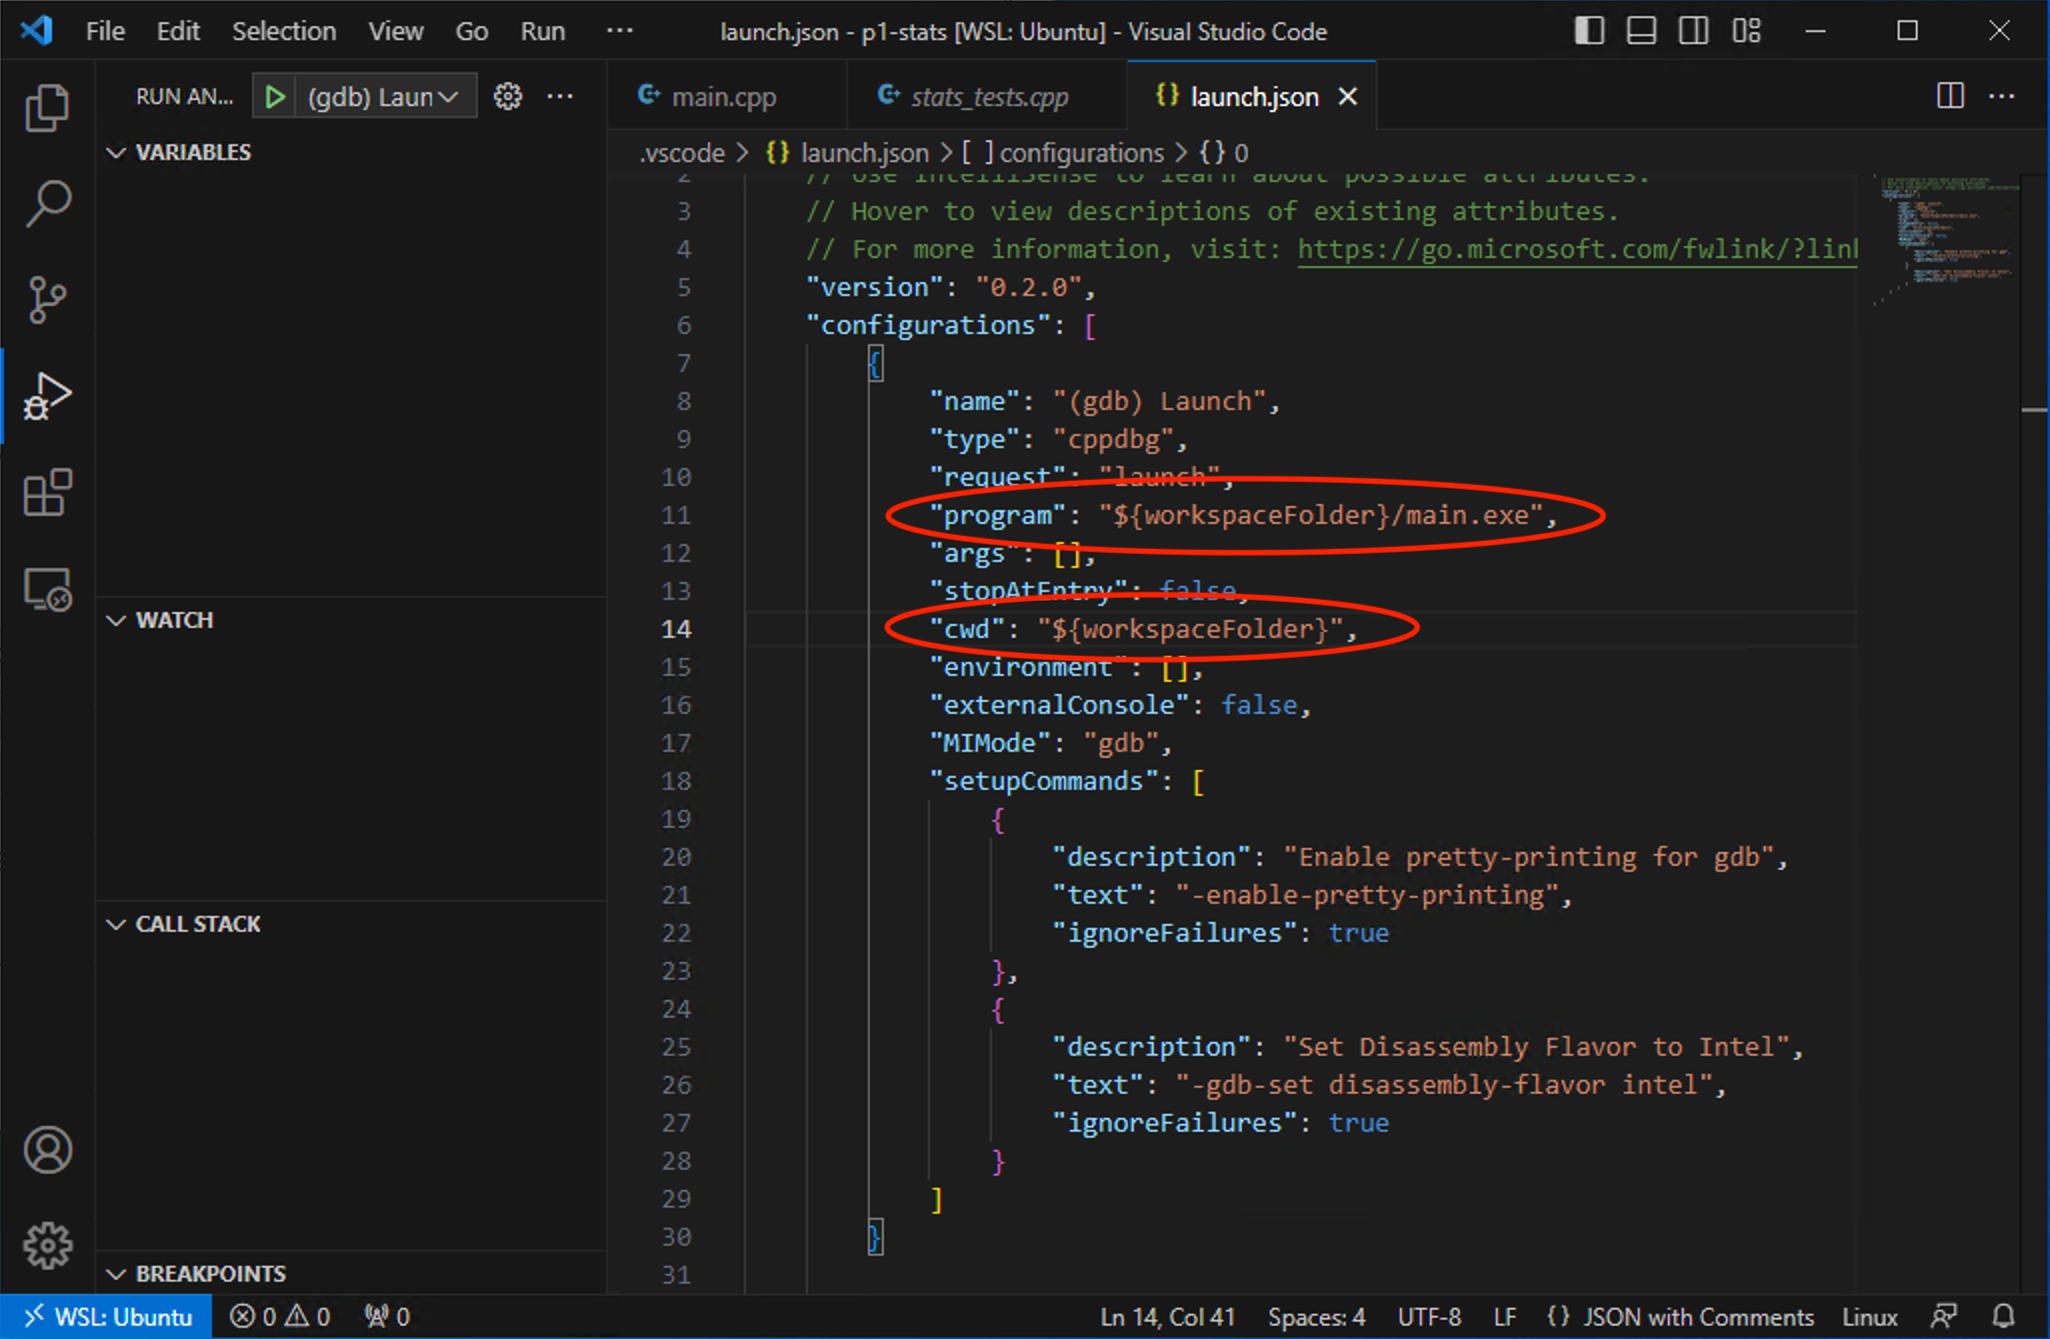 File Edit Selection View Go Run ··· launch.json - p1-stats [WSL: Ubuntu] - Visual Studio Code
RUN AN... (gdb) Laun
main.cpp stats_tests.cpp {} launch.json
VARIABLES
.vscode > {} launch.json > [ ] configurations > {} 0
2 // Use IntelliSense to learn about possible attributes.
3 // Hover to view descriptions of existing attributes.
4 // For more information, visit: https://go.microsoft.com/fwlink/?link
5 "version": "0.2.0",
6 "configurations": [
7 {
8 "name": "(gdb) Launch",
9 "type": "cppdbg",
10 "request": "launch",
11 "program": "${workspaceFolder}/main.exe",
12 "args": [],
13 "stopAtEntry": false,
14 "cwd": "${workspaceFolder}",
15 "environment": [],
16 "externalConsole": false,
17 "MIMode": "gdb",
18 "setupCommands": [
19 {
20 "description": "Enable pretty-printing for gdb",
21 "text": "-enable-pretty-printing",
22 "ignoreFailures": true
23 },
24 {
25 "description": "Set Disassembly Flavor to Intel",
26 "text": "-gdb-set disassembly-flavor intel",
27 "ignoreFailures": true
28 }
29 ]
30 }
31
WATCH
CALL STACK
BREAKPOINTS
WSL: Ubuntu 0 0 0 Ln 14, Col 41 Spaces: 4 UTF-8 LF {} JSON with Comments Linux